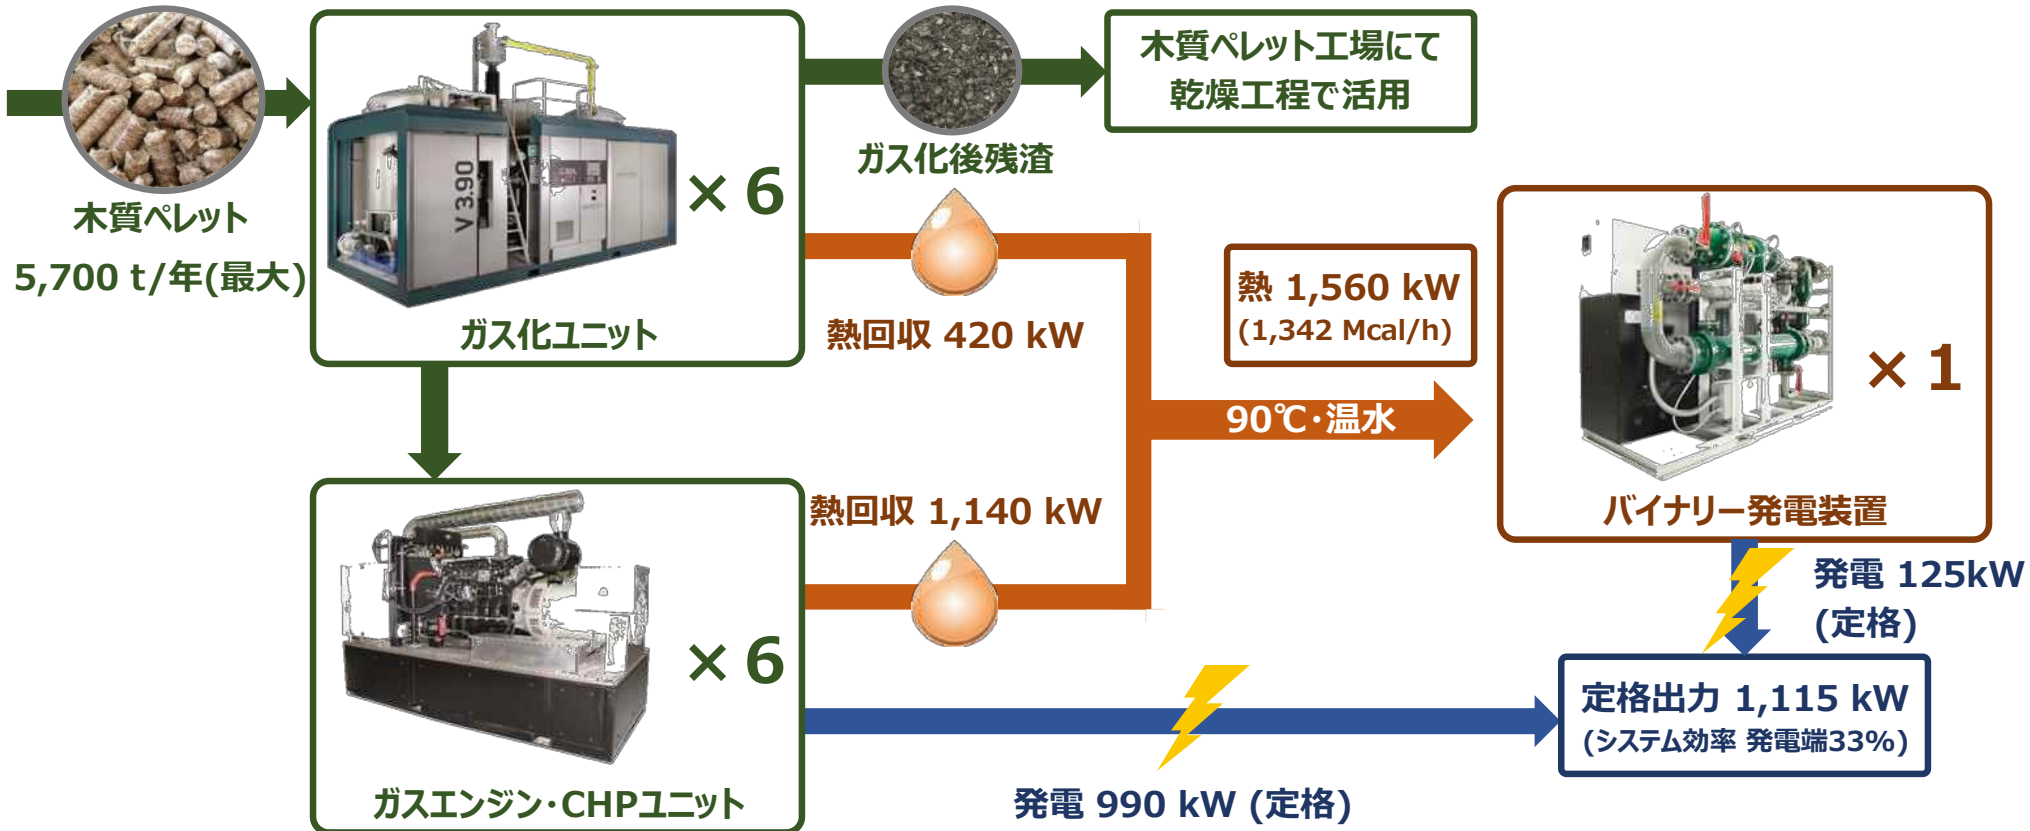 木質ペレット
5,700 t/年(最大)
V 3.90
× 6
ガス化ユニット
ガス化後残渣
木質ペレット工場にて
乾燥工程で活用
熱回収 420 kW
熱 1,560 kW
(1,342 Mcal/h)
90℃・温水
× 1
バイナリー発電装置
熱回収 1,140 kW
× 6
ガスエンジン・CHPユニット
発電 125kW
(定格)
定格出力 1,115 kW
(システム効率 発電端33%)
発電 990 kW (定格)